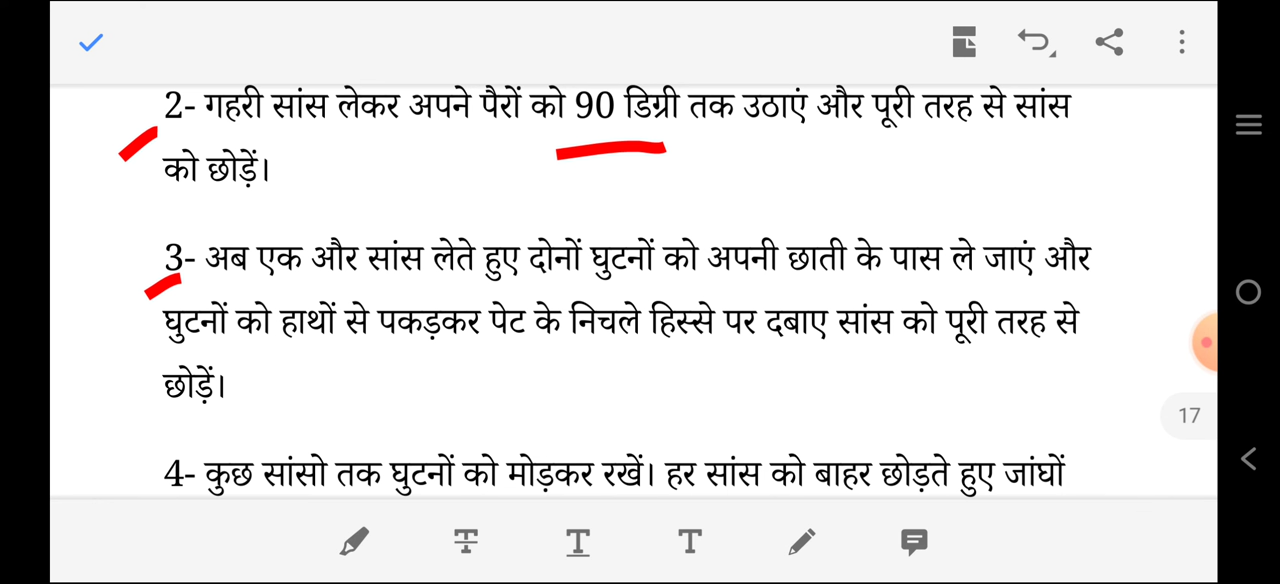 2- गहरी सांस लेकर अपने पैरों को 90 डिग्री तक उठाएं और पूरी तरह से सांस
को छोड़ें।
3- अब एक और सांस लेते हुए दोनों घुटनों को अपनी छाती के पास ले जाएं और
घुटनों को हाथों से पकड़कर पेट के निचले हिस्से पर दबाए सांस को पूरी तरह से
छोड़ें।
17
4- कुछ सांसो तक घुटनों को मोड़कर रखें। हर सांस को बाहर छोड़ते हुए जांघों